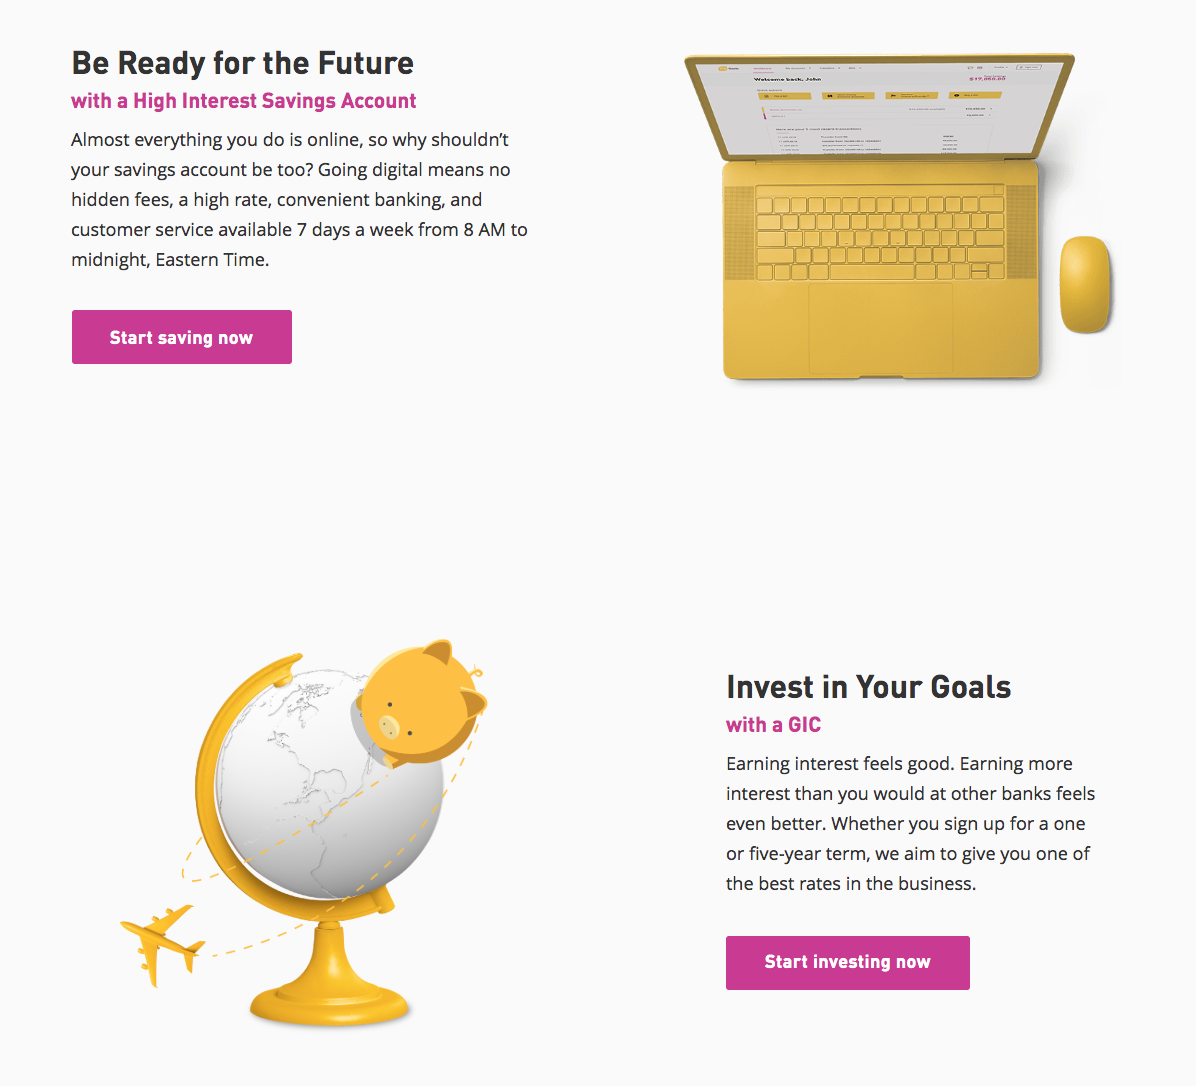 Be Ready for the Future
with a High Interest Savings Account
Almost everything you do is online, so why shouldn’t
your savings account be too? Going digital means no
hidden fees, a high rate, convenient banking, and
customer service available 7 days a week from 8 AM to
midnight, Eastern Time.
Start saving now
Welcome back, John
Invest in Your Goals
with a GIC
Earning interest feels good. Earning more
interest than you would at other banks feels
even better. Whether you sign up for a one
or five-year term, we aim to give you one of
the best rates in the business.
Start investing now